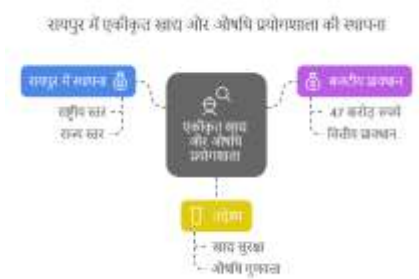 रायपुर में एकीकृत खाद्य और औषधि प्रयोगशाला की स्थापना
रायपुर में स्थापना
राष्ट्रीय स्तर
राज्य स्तर
एकीकृत खाद्य
और औषधि
प्रयोगशाला
बजटीय प्रावधान
47 करोड़ रुपये
वित्तीय प्रावधान
उद्देश्य
खाद्य सुरक्षा
औषधि गुणवत्ता